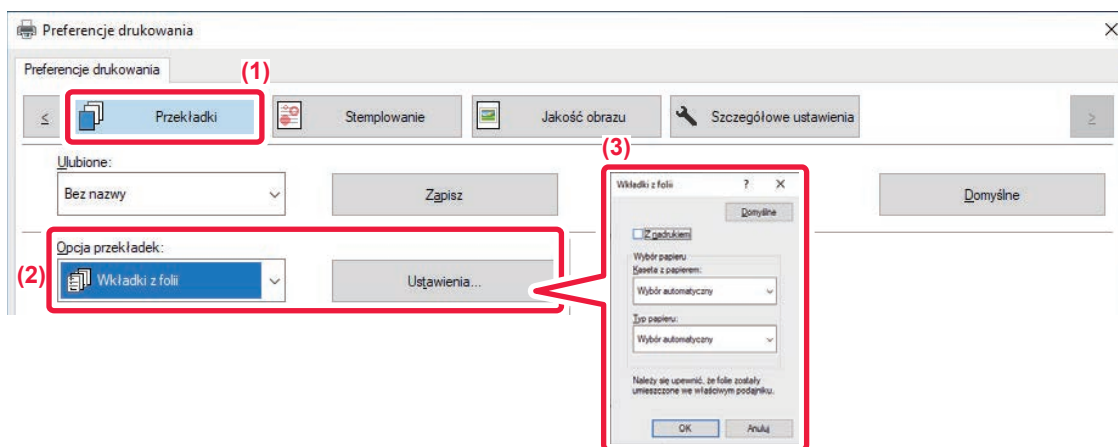 Preferencje drukowania
Preferencje drukowania
(1)
<
Przekładki
Stemplowanie
Jakość obrazu
Szczegółowe ustawienia
>
Ulubione:
Bez nazwy
Zapisz
Domyślne
(2)
Opcja przekładek:
Wkładki z folii
Ustawienia...
(3)
Wkładki z folii
?
Domyślne
Z nadrukiem
Wybór papieru
Kaseta z papierem:
Wybór automatyczny
Typ papieru:
Wybór automatyczny
Należy się upewnić, że folie zostały
umieszczone we właściwym podajniku.
OK
Anuluj